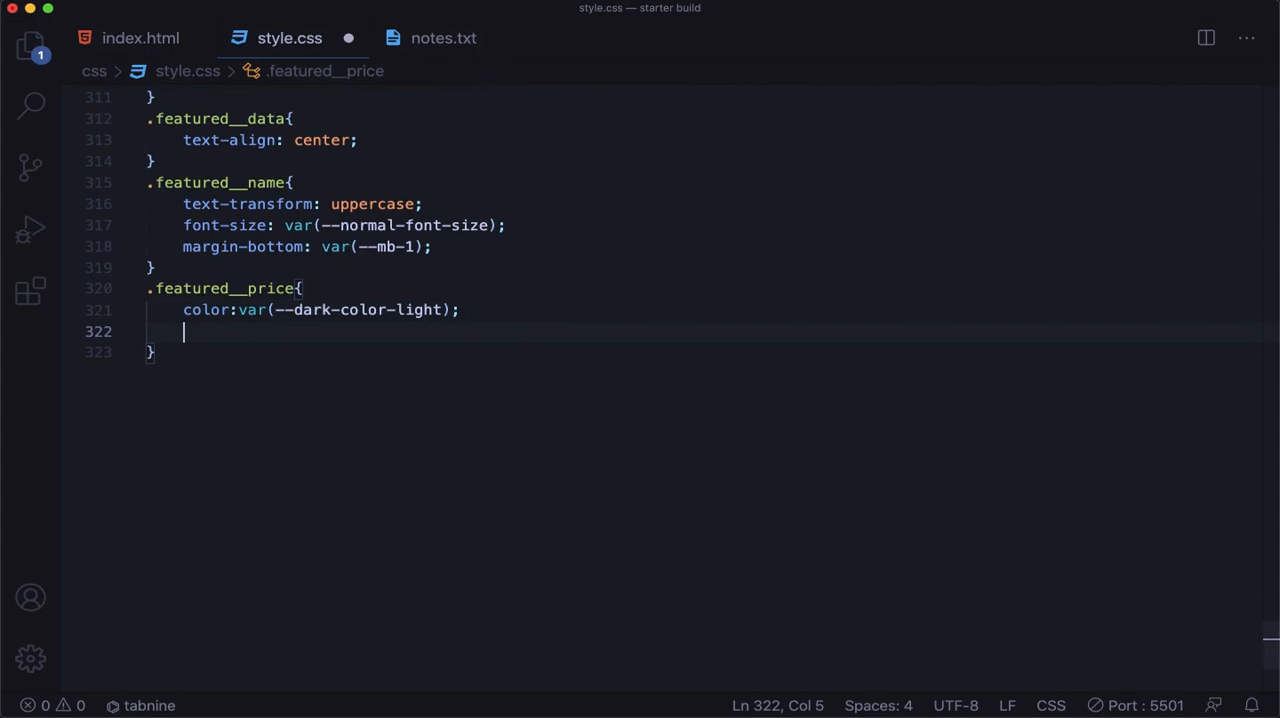 style.css — starter build
index.html style.css notes.txt
css > style.css > .featured__price
1
311 }
312 .featured__data{
313 text-align: center;
314 }
315 .featured__name{
316 text-transform: uppercase;
317 font-size: var(--normal-font-size);
318 margin-bottom: var(--mb-1);
319 }
320 .featured__price{
321 color:var(--dark-color-light);
322
323 }
0 0 tabnine Ln 322, Col 5 Spaces: 4 UTF-8 LF CSS Port : 5501